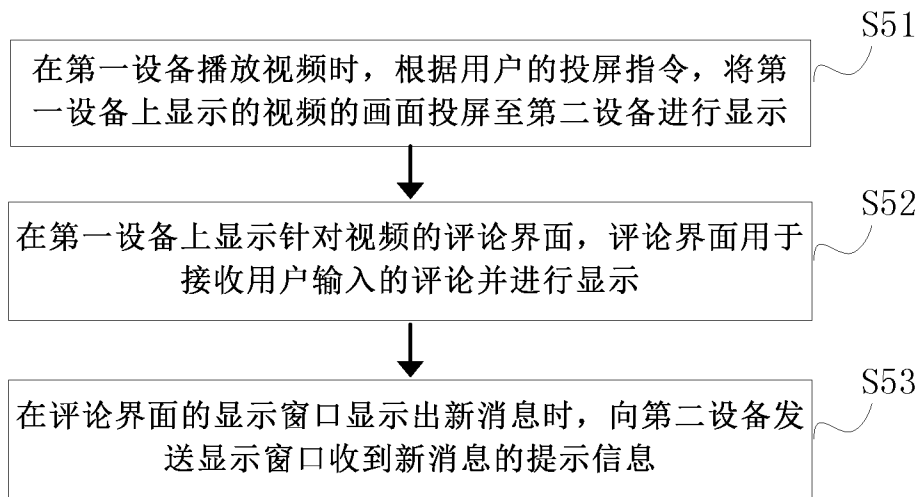 S51
在第一设备播放视频时，根据用户的投屏指令，将第
一设备上显示的视频的画面投屏至第二设备进行显示
S52
在第一设备上显示针对视频的评论界面，评论界面用于
接收用户输入的评论并进行显示
S53
在评论界面的显示窗口显示出新消息时，向第二设备发
送显示窗口收到新消息的提示信息